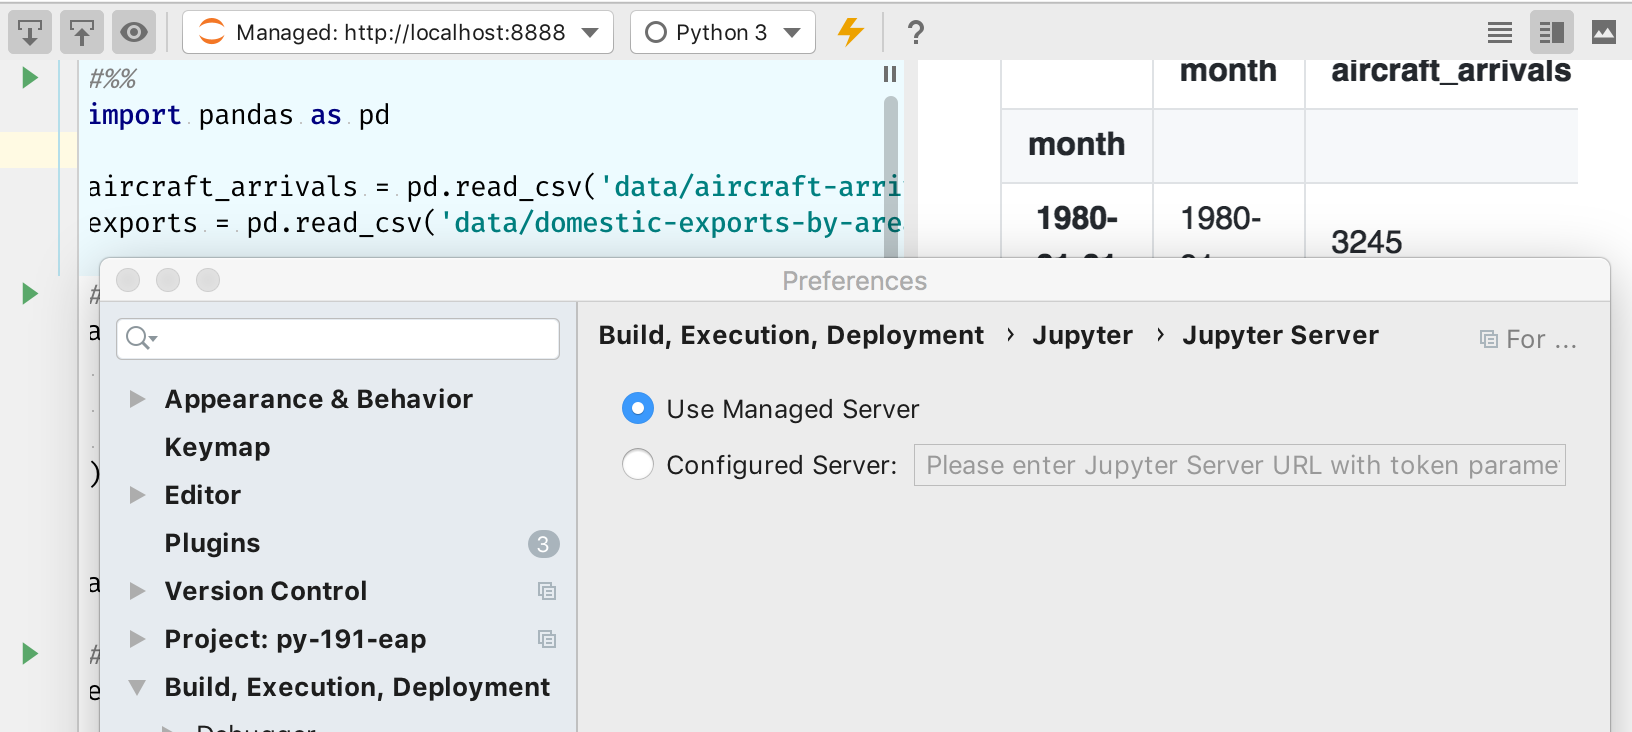 Managed: http://localhost:8888
Python 3
?
#%%
import pandas as pd
aircraft_arrivals = pd.read_csv('data/aircraft-arri
exports = pd.read_csv('data/domestic-exports-by-are
month aircraft_arrivals
month
1980- 1980- 3245
#
a
)
a
#
e
Preferences
Appearance & Behavior
Keymap
Editor
Plugins 3
Version Control
Project: py-191-eap
Build, Execution, Deployment
Debugger
Build, Execution, Deployment › Jupyter › Jupyter Server
For ...
Use Managed Server
Configured Server: Please enter Jupyter Server URL with token parame